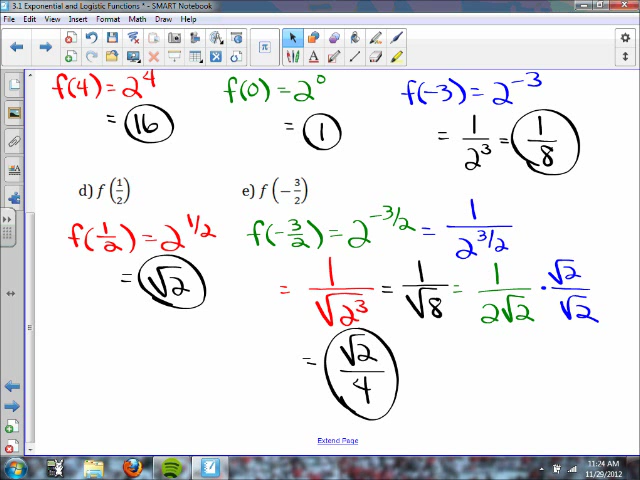 3.1 Exponential and Logistic Functions * - SMART Notebook
File Edit View Insert Format Tools Draw Help
f(4) = 2^4 f(0) = 2^0 f(-3) = 2^-3
= 16 = 1 = 1/2^3 = 1/8
d) f(1/2) e) f(-3/2)
f(1/2) = 2^1/2 f(-3/2) = 2^-3/2 = 1/2^3/2
= √2 = 1/√2^3 = 1/√8 = 1/2√2 • √2/√2
= √2/4
Extend Page
11:24 AM
11/29/2012